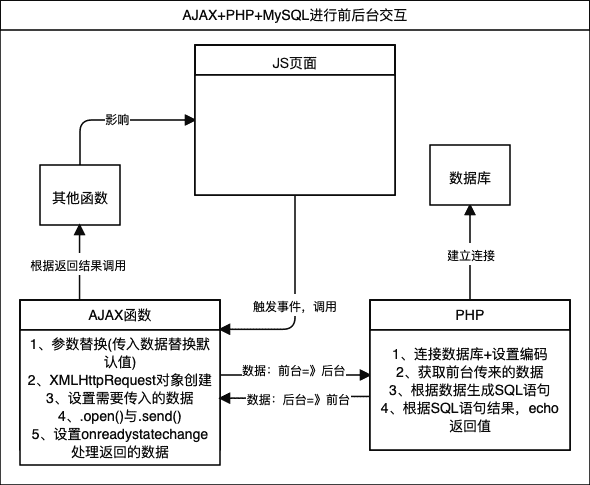 AJAX+PHP+MySQL进行前后台交互
JS页面
影响
其他函数
数据库
根据返回结果调用
建立连接
触发事件，调用
AJAX函数
1、参数替换(传入数据替换默
认值)
2、XMLHttpRequest对象创建
3、设置需要传入的数据
4、.open()与.send()
5、设置onreadystatechange
处理返回的数据
数据：前台=》后台
数据：后台=》前台
PHP
1、连接数据库+设置编码
2、获取前台传来的数据
3、根据数据生成SQL语句
4、根据SQL语句结果，echo
返回值